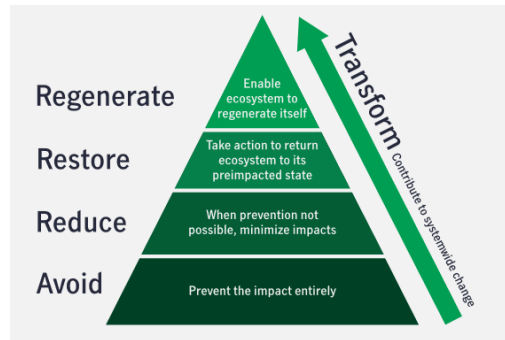 Regenerate
Enable
ecosystem to
regenerate itself
Restore
Take action to return
ecosystem to its
preimpacted state
Reduce
When prevention not
possible, minimize impacts
Avoid
Prevent the impact entirely
Transform
Contribute to systemwide change